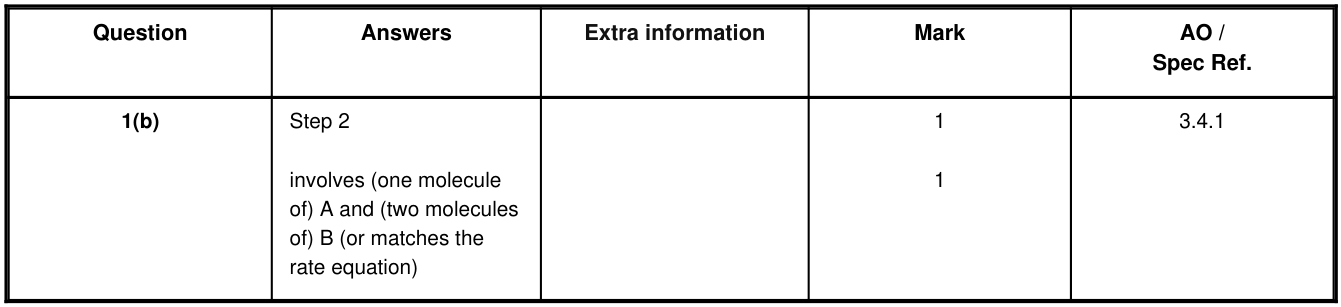 Question Answers Extra information Mark AO /
Spec Ref.
1(b) Step 2 1 3.4.1
involves (one molecule 1
of) A and (two molecules
of) B (or matches the
rate equation)